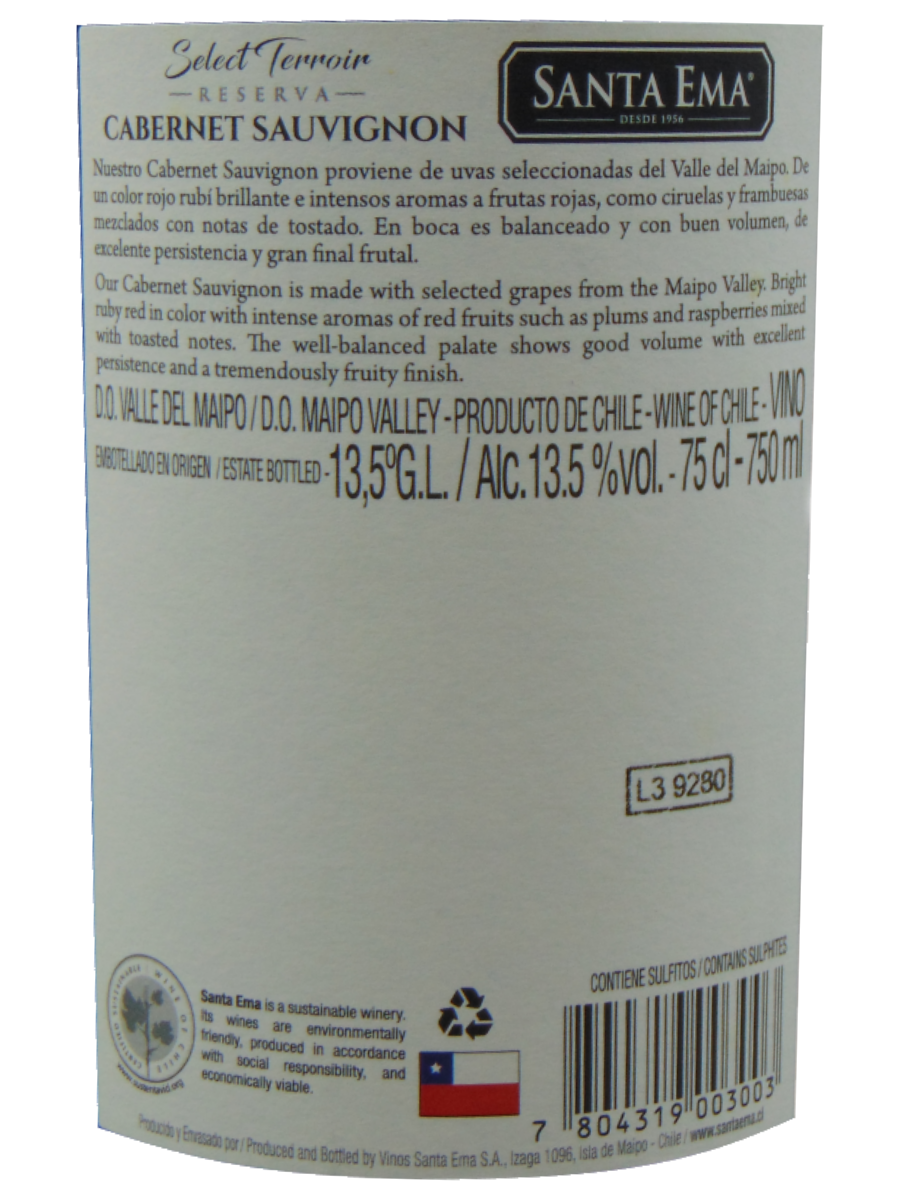 Select Terroir
RESERVA
CABERNET SAUVIGNON
SANTA EMA®
DESDE 1956
Nuestro Cabernet Sauvignon proviene de uvas seleccionadas del Valle del Maipo. De
un color rojo rubí brillante e intensos aromas a frutas rojas, como ciruelas y frambuesas
mezclados con notas de tostado. En boca es balanceado y con buen volumen, de
excelente persistencia y gran final frutal.
Our Cabernet Sauvignon is made with selected grapes from the Maipo Valley. Bright
ruby red in color with intense aromas of red fruits such as plums and raspberries mixed
with toasted notes. The well-balanced palate shows good volume with excellent
persistence and a tremendously fruity finish.
D.O. VALLE DEL MAIPO / D.O. MAIPO VALLEY - PRODUCTO DE CHILE - WINE OF CHILE - VINO
EMBOTELLADO EN ORIGEN / ESTATE BOTTLED - 13,5ºG.L. / Alc.13.5 %vol. - 75 cl - 750 ml
L3 9280
CERTIFIED SUSTAINABLE WINE OF CHILE
www.sustentavid.org
Santa Ema is a sustainable winery.
Its wines are environmentally
friendly, produced in accordance
with social responsibility, and
economically viable.
CONTIENE SULFITOS / CONTAINS SULPHITES
7 804319 003003
Producido y Envasado por / Produced and Bottled by Vinos Santa Ema S.A., Izaga 1096, Isla de Maipo - Chile / www.santaema.cl